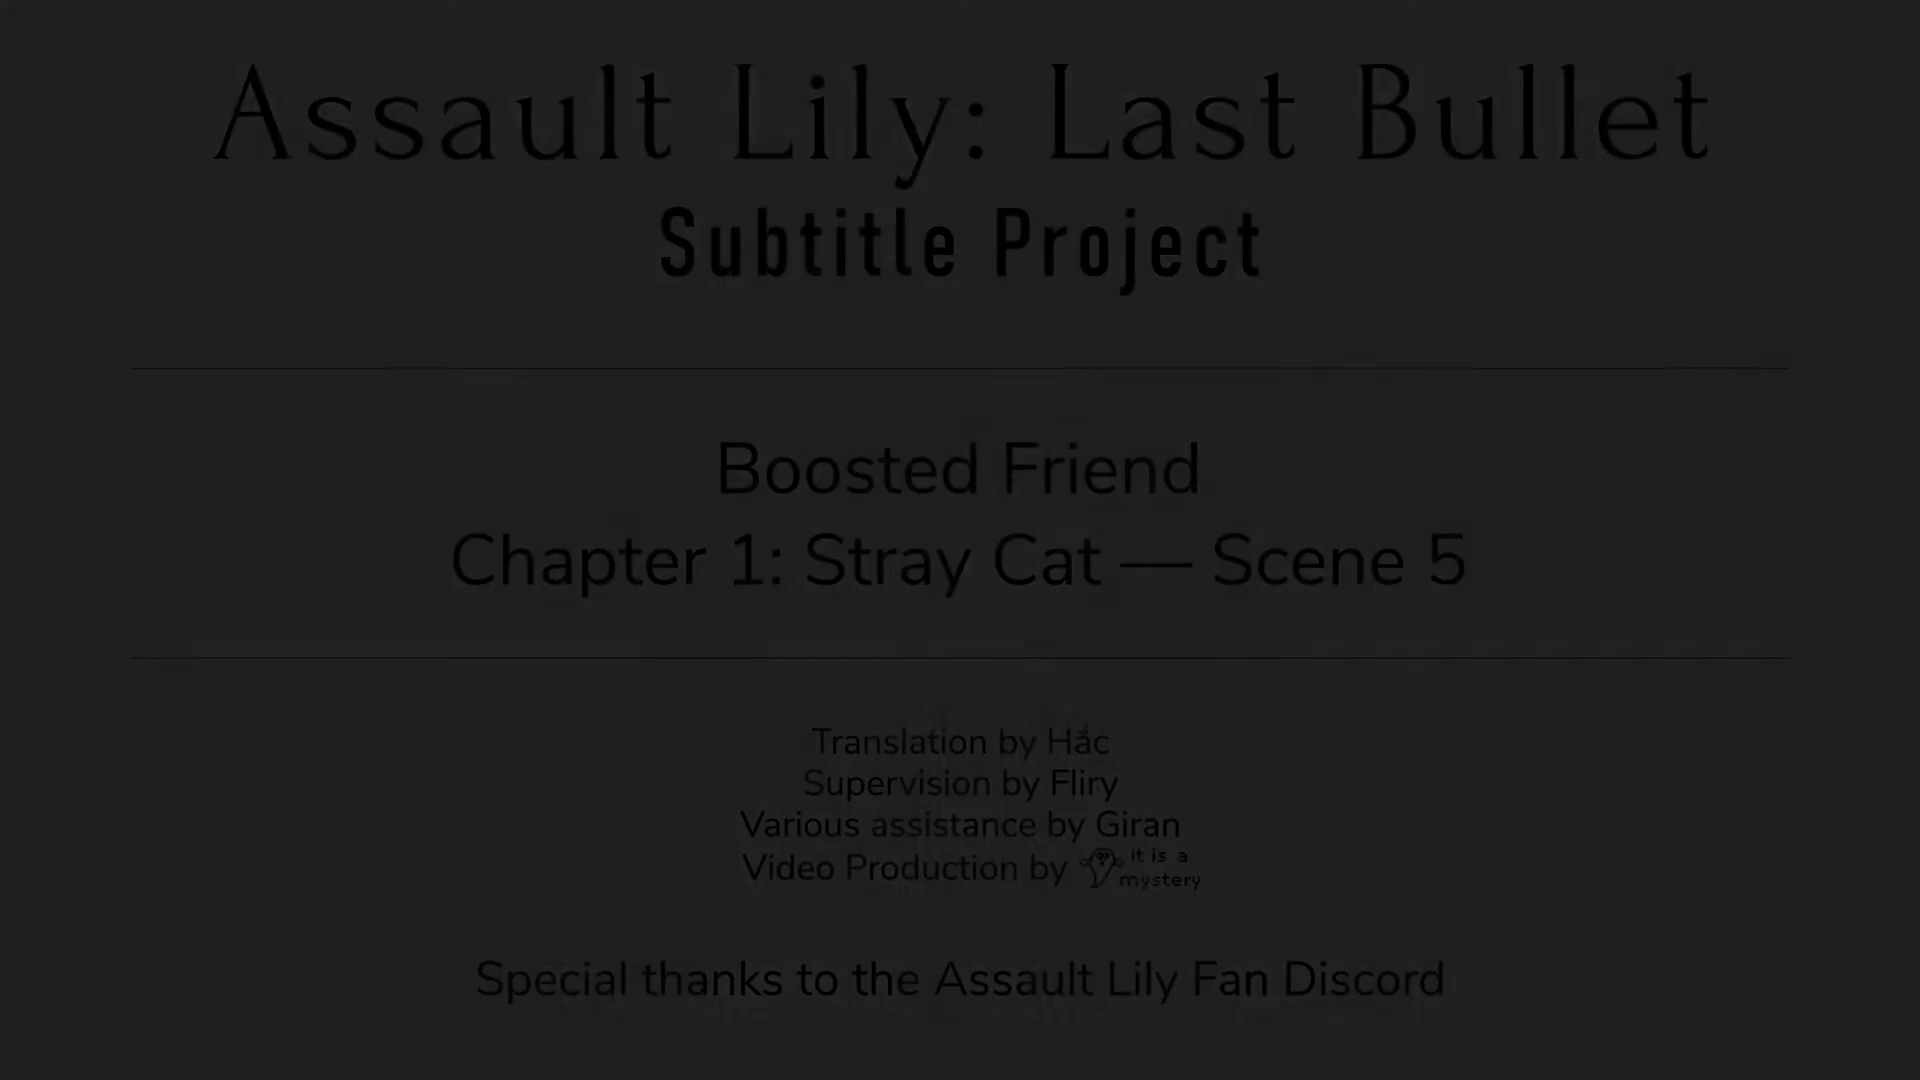 Assault Lily: Last Bullet
Subtitle Project
Boosted Friend
Chapter 1: Stray Cat — Scene 5
Translation by Hắc
Supervision by Fliry
Various assistance by Giran
Video Production by it is a mystery
Special thanks to the Assault Lily Fan Discord